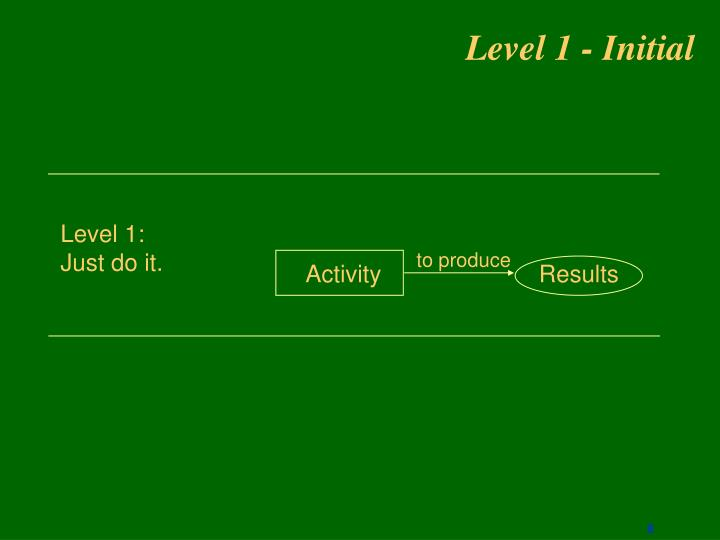 Level 1 - Initial
Level 1:
Just do it.
Activity
to produce
Results